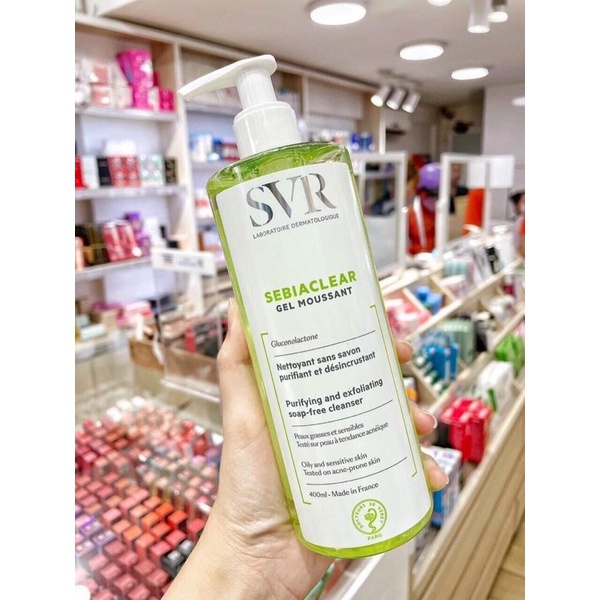 SVR
LABORATOIRE DERMATOLOGIQUE
SEBIACLEAR
GEL MOUSSANT
Gluconolactone
Nettoyant sans savon
purifiant et désincrustant
Purifying and exfoliating
soap-free cleanser
Peaux grasses et sensibles
Testé sur peau à tendance acnéique
Oily and sensitive skin
Tested on acne-prone skin
400ml - Made in France
PARIS